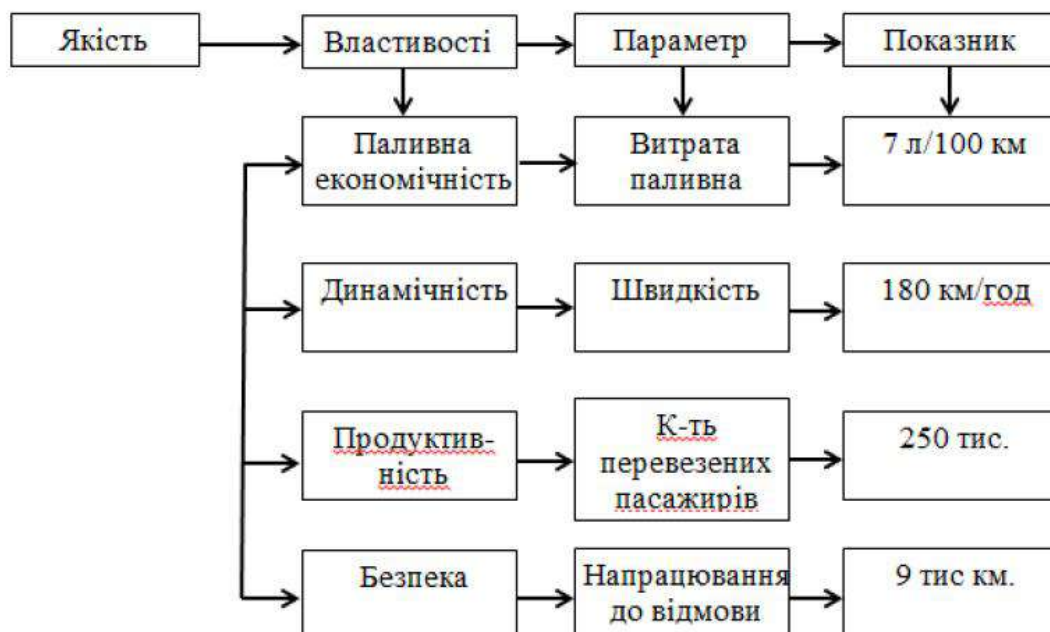 Якість
Властивості
Параметр
Показник
Паливна
економічність
Витрата
паливна
7 л/100 км
Динамічність
Швидкість
180 км/год
Продуктив-
ність
К-ть
перевезених
пасажирів
250 тис.
Безпека
Напрацювання
до відмови
9 тис км.